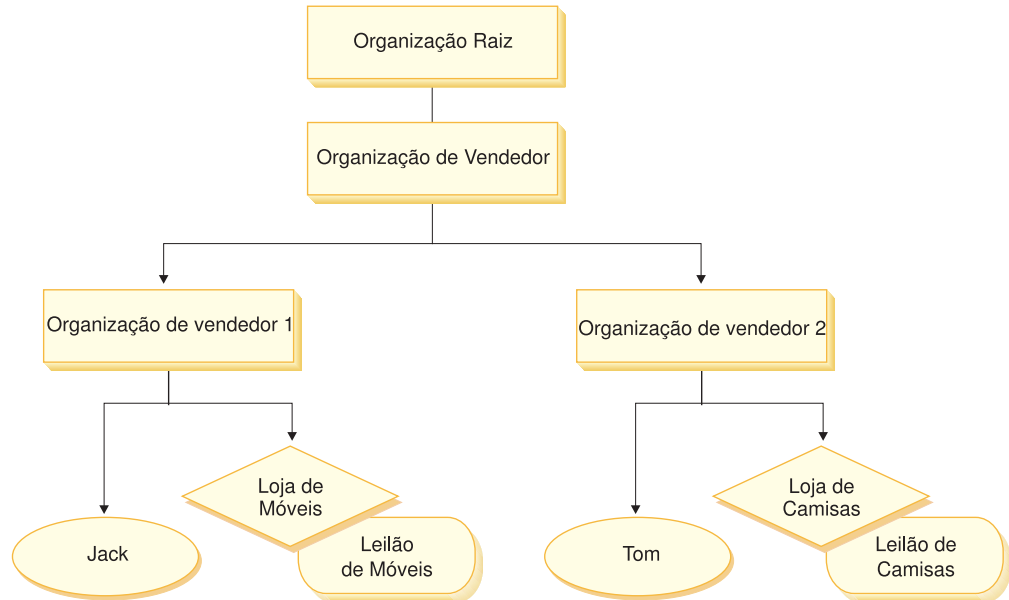 Organização Raiz
Organização de Vendedor
Organização de vendedor 1
Organização de vendedor 2
Loja de
Móveis
Loja de
Camisas
Jack
Leilão
de Móveis
Tom
Leilão de
Camisas